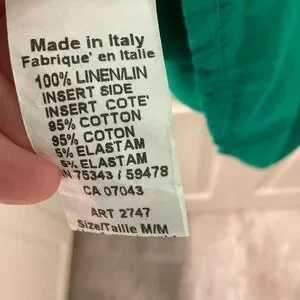 Made in Italy
Fabrique' en Italie
100% LINEN/LIN
INSERT SIDE
INSERT COTE'
95% COTTON
95% COTON
5% ELASTAM
5% ELASTAM
75343 / 59478
CA 07043
ART 2747
Size/Taille M/M